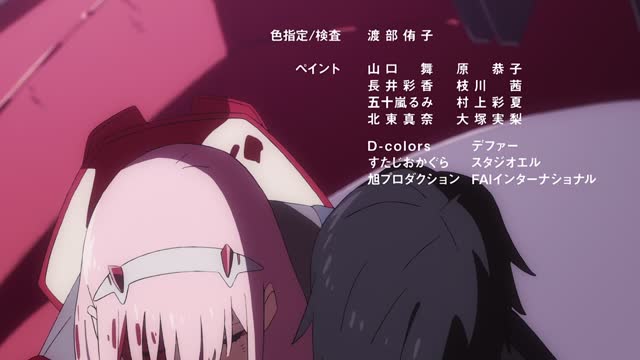 色指定/検査 渡部侑子
ペイント 山口 舞 原 恭子
長井彩香 枝川 茜
五十嵐るみ 村上彩夏
北東真奈 大塚実梨
D-colors デファー
すたじおかぐら スタジオエル
旭プロダクション FAIインターナショナル